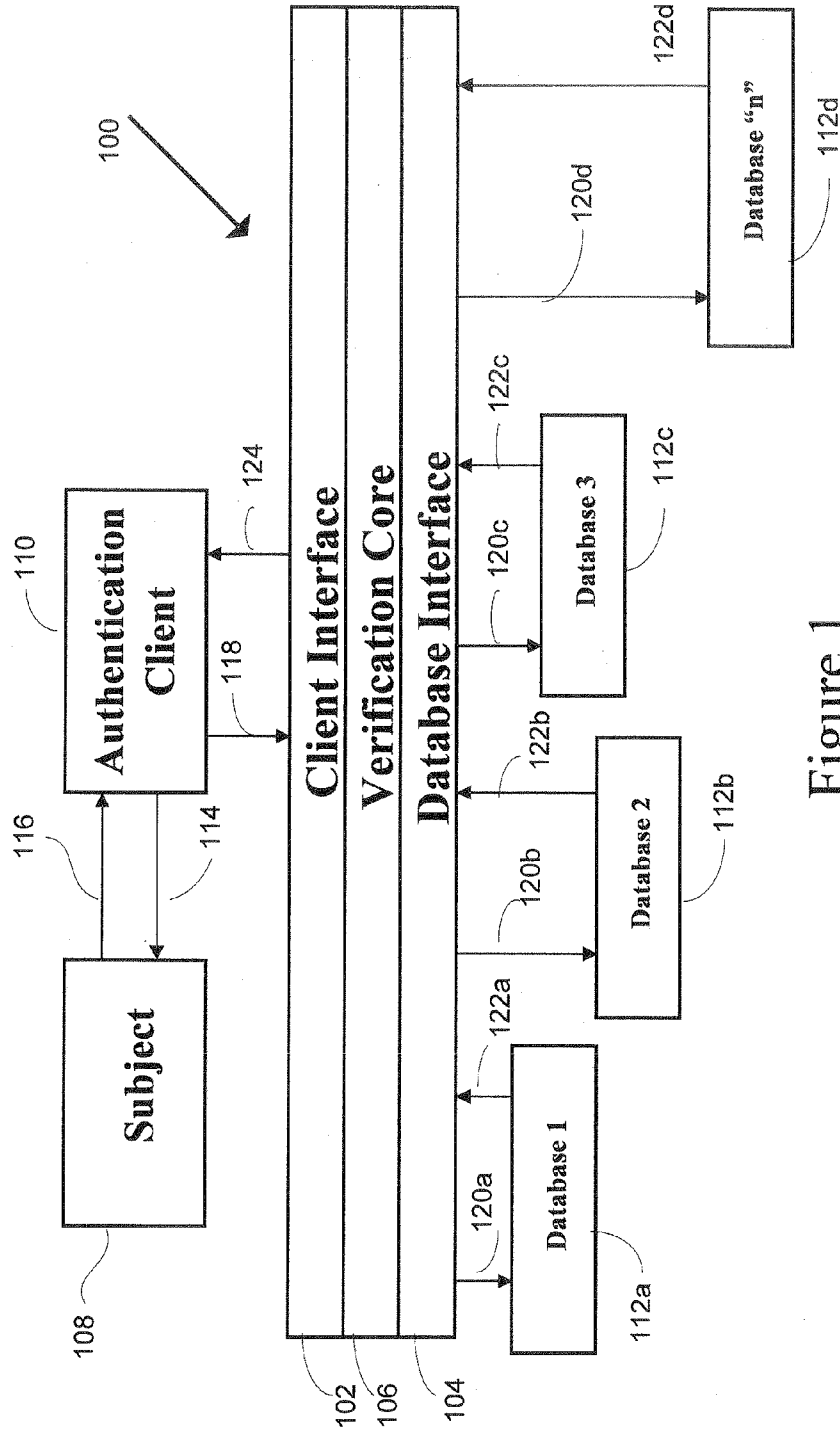 100
110
116
Authentication
Client
124
114
118
108
Subject
102
Client Interface
106
Verification Core
104
Database Interface
120a
122a
120b
122b
120c
122c
120d
122d
Database 1
112a
Database 2
112b
Database 3
112c
Database "n"
112d
Figure 1